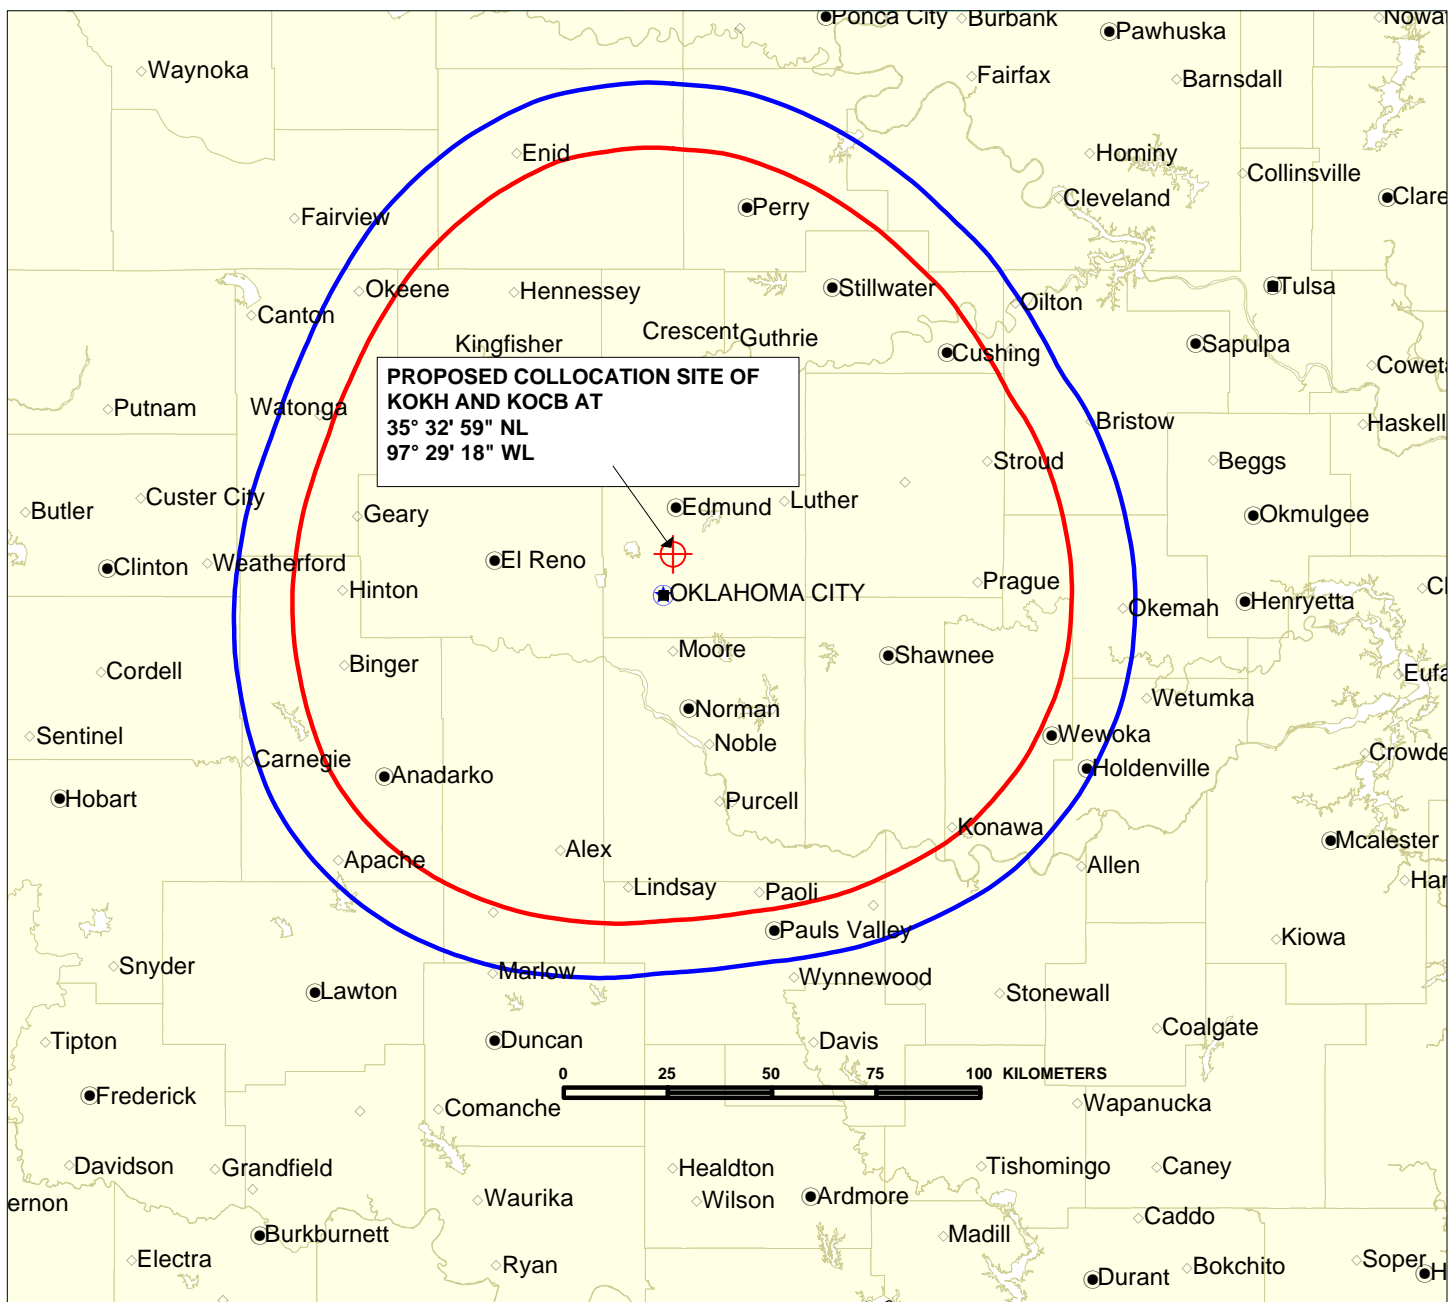 Ponca City
Burbank
Nowa
Pawhuska
Waynoka
Fairfax
Barnsdall
Enid
Hominy
Collinsville
Cleveland
Clare
Perry
Fairview
Okeene
Hennessey
Stillwater
Tulsa
Canton
Oilton
Crescent
Guthrie
Kingfisher
Cushing
Sapulpa
Coweta
PROPOSED COLLOCATION SITE OF
KOKH AND KOCB AT
35° 32' 59" NL
97° 29' 18" WL
Putnam
Watonga
Bristow
Haskell
Stroud
Beggs
Custer City
Butler
Geary
Edmund
Luther
Okmulgee
Clinton
Weatherford
El Reno
Hinton
OKLAHOMA CITY
Prague
Okemah
Henryetta
Moore
Shawnee
Binger
Cordell
Eufa
Wetumka
Norman
Sentinel
Noble
Wewoka
Carnegie
Anadarko
Holdenville
Crowde
Hobart
Purcell
Konawa
Mcalester
Apache
Alex
Allen
Lindsay
Paoli
Har
Pauls Valley
Kiowa
Snyder
Marlow
Wynnewood
Lawton
Stonewall
Tipton
Duncan
Davis
Coalgate
0 25 50 75 100 KILOMETERS
Frederick
Comanche
Wapanucka
Davidson
Grandfield
Healdton
Tishomingo
Caney
ernon
Waurika
Wilson
Ardmore
Caddo
Burkburnett
Madill
Electra
Ryan
Durant
Bokchito
Soper
H